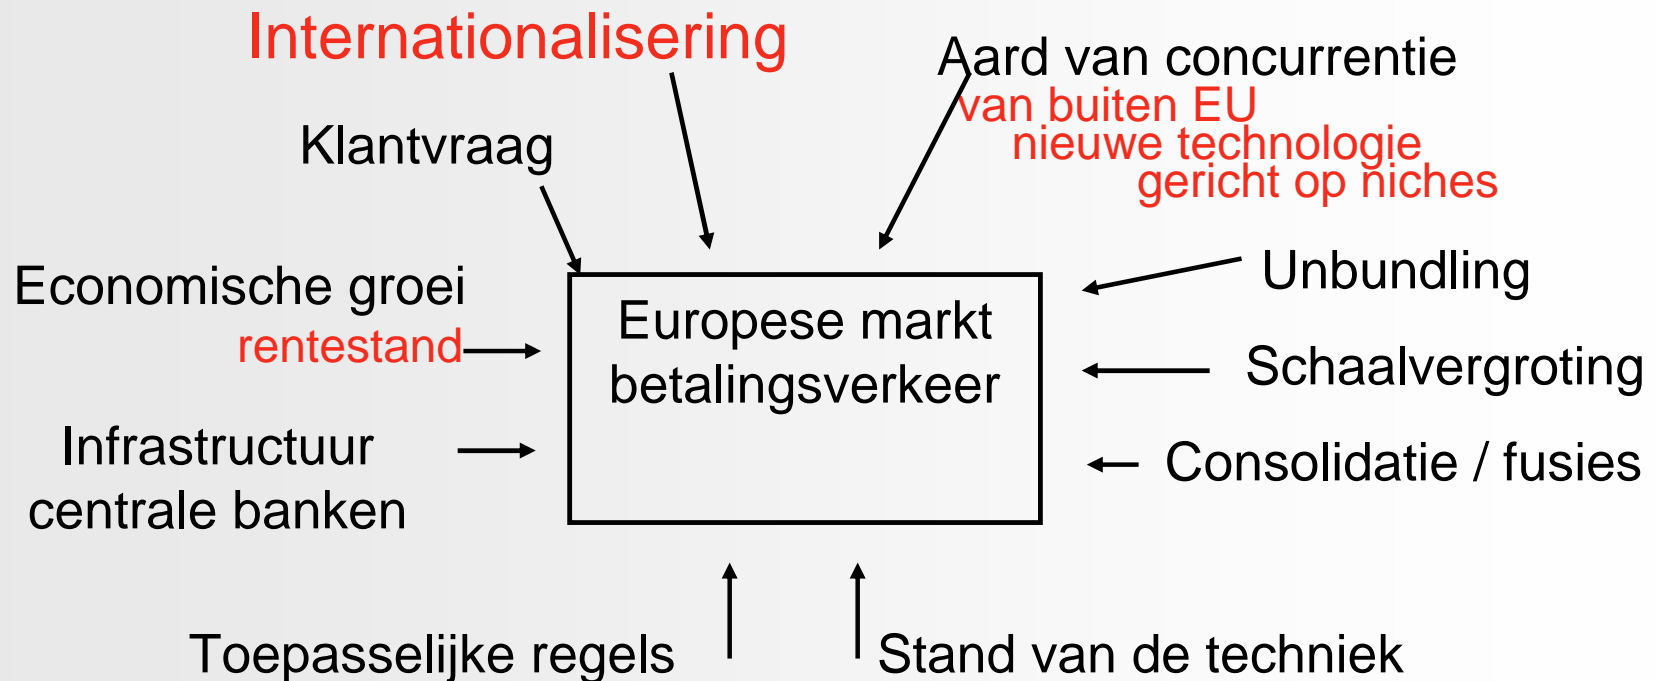 Internationalisering
Aard van concurrentie
van buiten EU
nieuwe technologie
gericht op niches
Klantvraag
Economische groei
rentestand
Unbundling
Europese markt
betalingsverkeer
Schaalvergroting
Infrastructuur
centrale banken
Consolidatie / fusies
Toepasselijke regels
Stand van de techniek